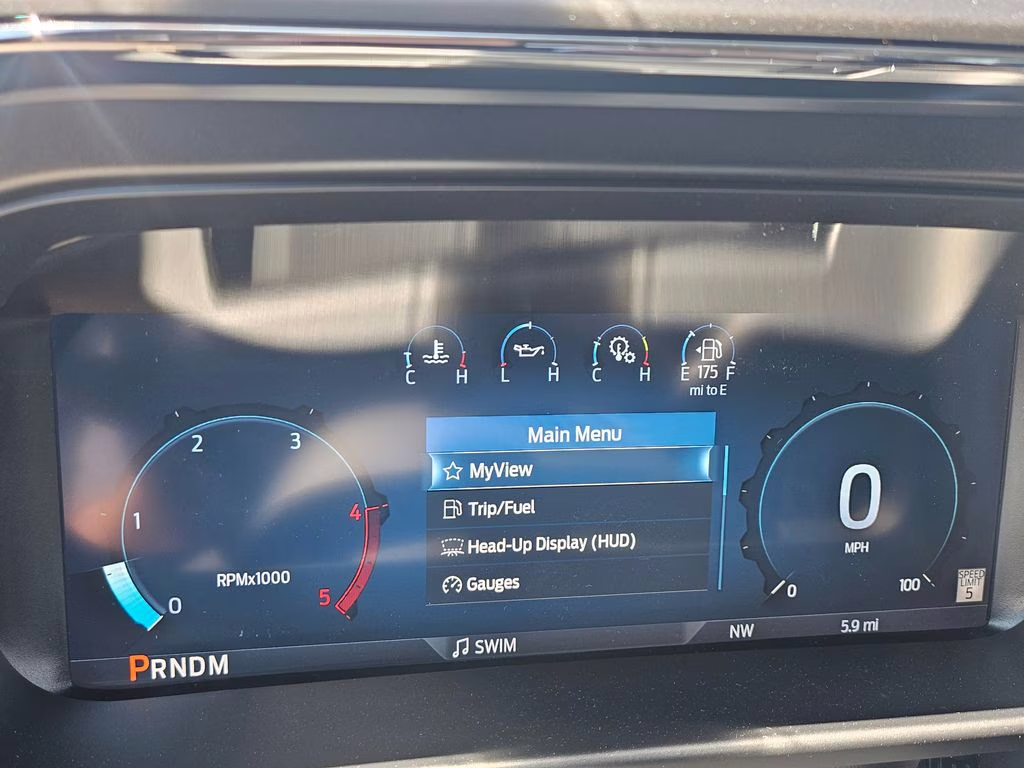 C H
L H
C H
E 175 F
mi to E
Main Menu
MyView
Trip/Fuel
Head-Up Display (HUD)
Gauges
0
1
2
3
4
5
RPMx1000
0
MPH
0
100
SPEED
LIMIT
5
PRNDM
SWIM
NW
5.9 mi